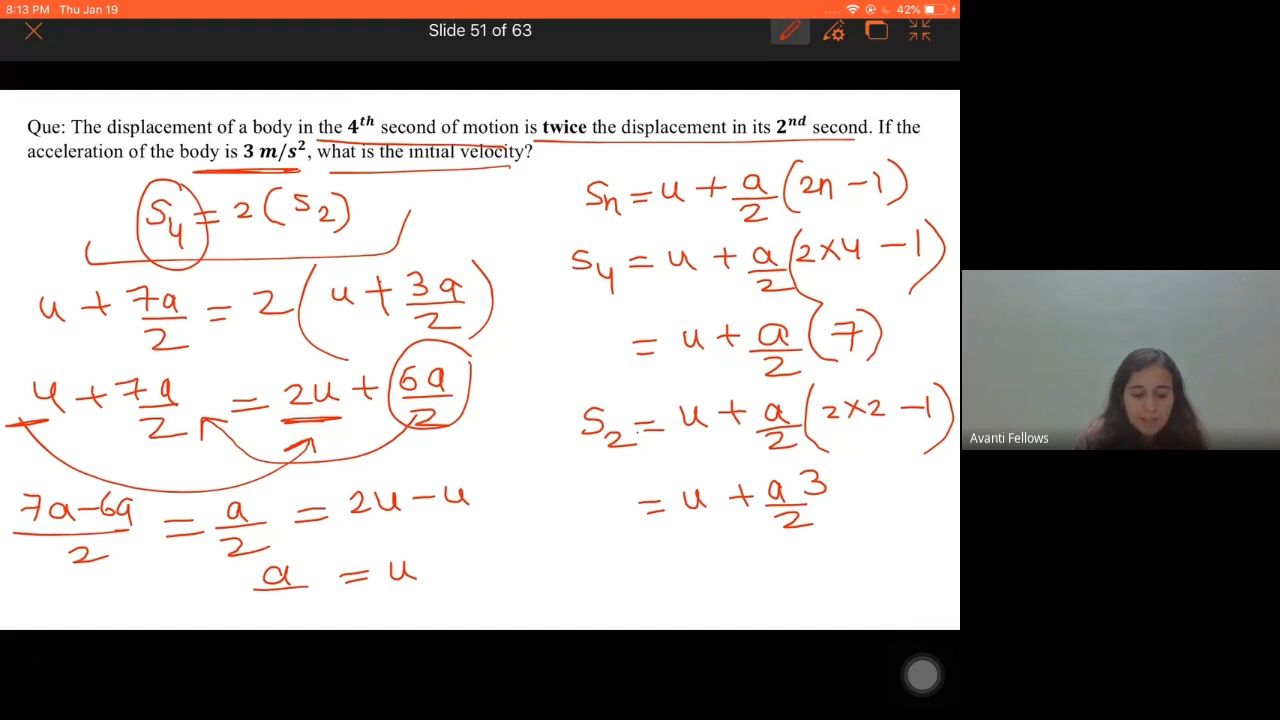 8:13 PM Thu Jan 19
42%
Slide 51 of 63
Que: The displacement of a body in the 4th second of motion is twice the displacement in its 2nd second. If the
acceleration of the body is 3 m/s², what is the initial velocity?
S4 = 2 (S2)
u + 7a/2 = 2 (u + 3a/2)
u + 7a/2 = 2u + 6a/2
7a-6a/2 = a/2 = 2u - u
a = u
Sn = u + a/2 (2n - 1)
S4 = u + a/2 (2×4 - 1)
= u + a/2 (7)
S2 = u + a/2 (2×2 - 1)
= u + a/2 3
Avanti Fellows